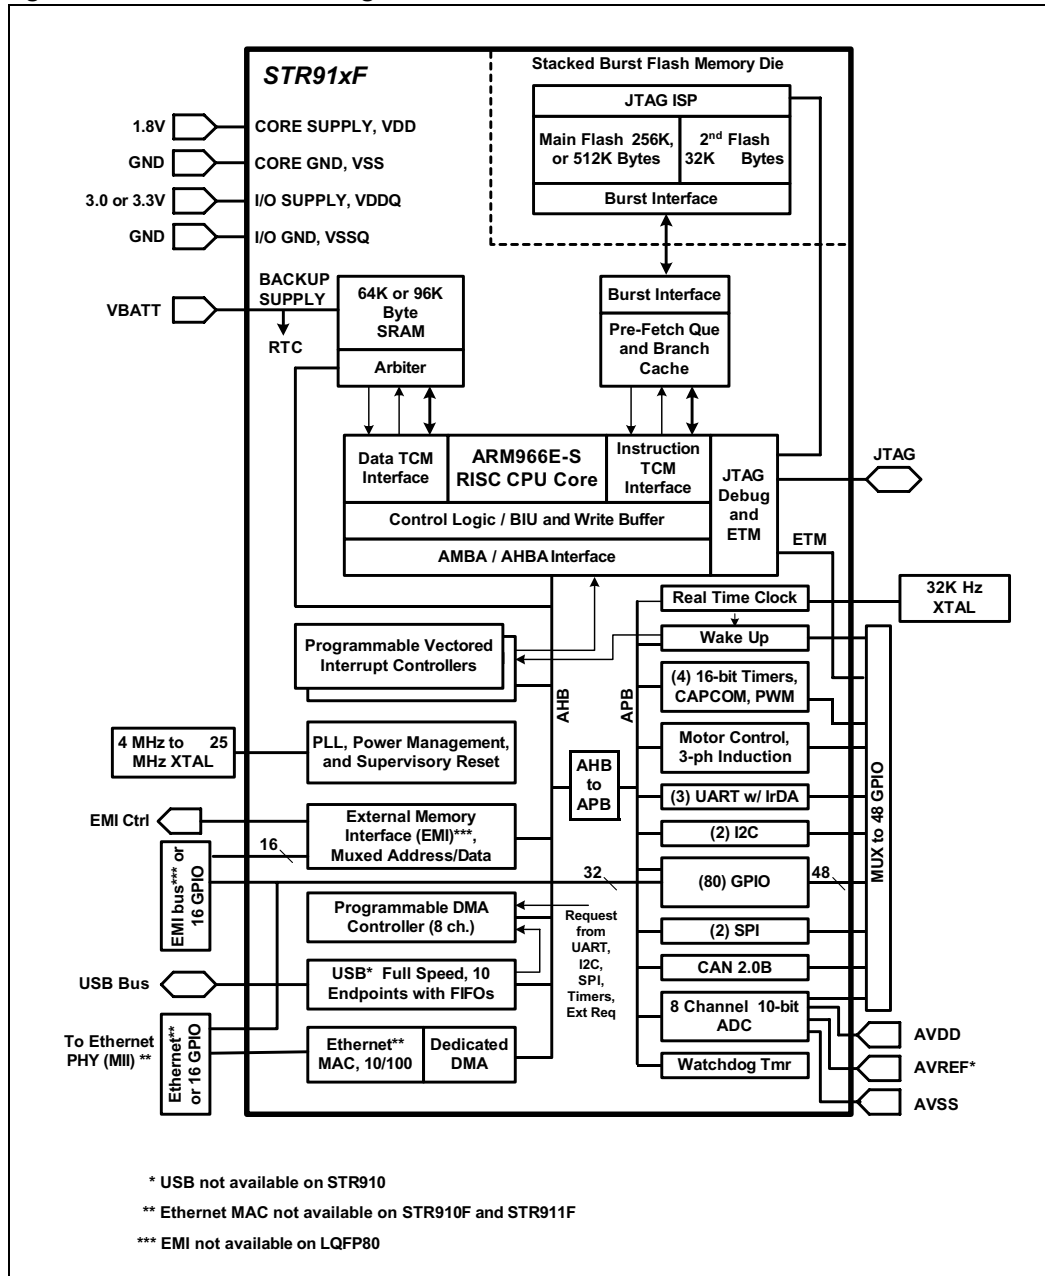 STR91xF
Stacked Burst Flash Memory Die
JTAG ISP
Main Flash 256K,
or 512K Bytes
2nd Flash
32K Bytes
Burst Interface
1.8V
CORE SUPPLY, VDD
GND
CORE GND, VSS
3.0 or 3.3V
I/O SUPPLY, VDDQ
GND
I/O GND, VSSQ
VBATT
BACKUP
SUPPLY
RTC
64K or 96K
Byte
SRAM
Arbiter
Burst Interface
Pre-Fetch Que
and Branch
Cache
Data TCM
Interface
ARM966E-S
RISC CPU Core
Instruction
TCM
Interface
JTAG
Debug
and
ETM
Control Logic / BIU and Write Buffer
AMBA / AHBA Interface
JTAG
ETM
Real Time Clock
32K Hz
XTAL
Wake Up
Programmable Vectored
Interrupt Controllers
(4) 16-bit Timers,
CAPCOM, PWM
AHB
APB
4 MHz to 25
MHz XTAL
PLL, Power Management,
and Supervisory Reset
Motor Control,
3-ph Induction
AHB
to
APB
(3) UART w/ IrDA
MUX to 48 GPIO
EMI Ctrl
External Memory
Interface (EMI)***,
Muxed Address/Data
(2) I2C
EMI bus*** or
16 GPIO
16
32
(80) GPIO
48
Programmable DMA
Controller (8 ch.)
Request
from
UART,
I2C,
SPI,
Timers,
Ext Req
(2) SPI
CAN 2.0B
USB Bus
USB* Full Speed, 10
Endpoints with FIFOs
8 Channel 10-bit
ADC
To Ethernet
PHY (MII) **
Ethernet**
or 16 GPIO
Ethernet**
MAC, 10/100
Dedicated
DMA
Watchdog Tmr
AVDD
AVREF*
AVSS
* USB not available on STR910
** Ethernet MAC not available on STR910F and STR911F
*** EMI not available on LQFP80